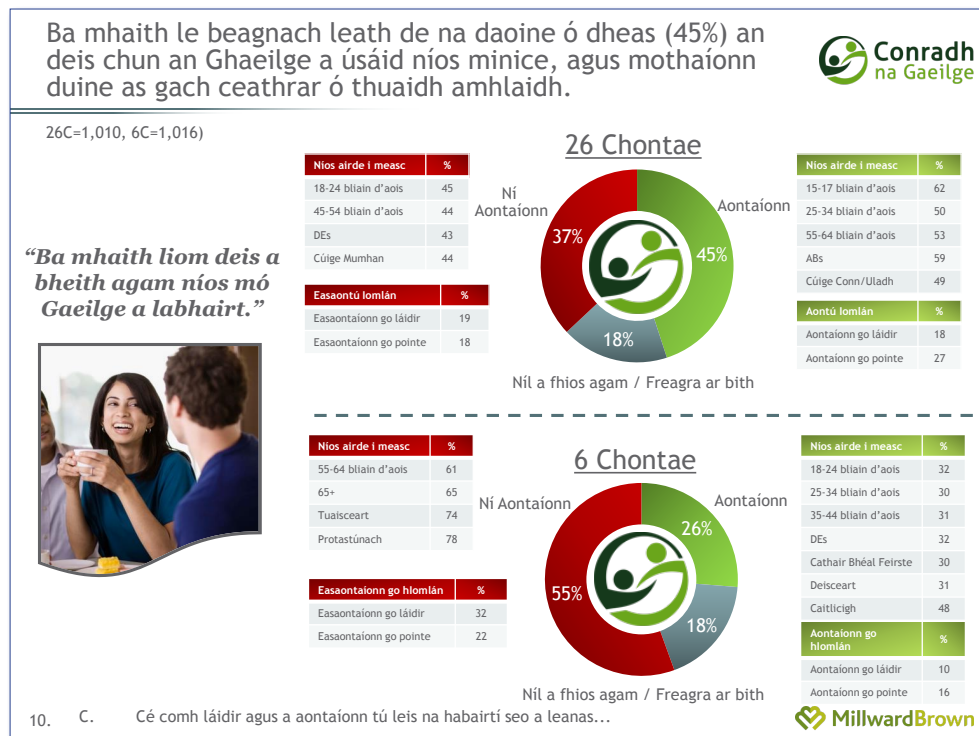 Ba mhaith le beagnach leath de na daoine ó dheas (45%) an
deis chun an Ghaeilge a úsáid níos minice, agus mothaíonn
duine as gach ceathrar ó thuaidh amhlaidh.
Conradh
na Gaeilge
26C=1,010, 6C=1,016)
“Ba mhaith liom deis a
bheith agam níos mó
Gaeilge a labhairt.”
26 Chontae
Níos airde i measc %
18-24 bliain d’aois 45
45-54 bliain d’aois 44
DEs 43
Cúige Mumhan 44
Easaontú Iomlán %
Easaontaíonn go láidir 19
Easaontaíonn go pointe 18
Ní
Aontaíonn
37%
Aontaíonn
45%
18%
Níl a fhios agam / Freagra ar bith
Níos airde i measc %
15-17 bliain d’aois 62
25-34 bliain d’aois 50
55-64 bliain d’aois 53
ABs 59
Cúige Conn/Uladh 49
Aontú Iomlán %
Aontaíonn go láidir 18
Aontaíonn go pointe 27
6 Chontae
Níos airde i measc %
55-64 bliain d’aois 61
65+ 65
Tuaisceart 74
Protastúnach 78
Easaontaíonn go hIomlán %
Easaontaíonn go láidir 32
Easaontaíonn go pointe 22
Ní Aontaíonn
55%
Aontaíonn
26%
18%
Níl a fhios agam / Freagra ar bith
Níos airde i measc %
18-24 bliain d’aois 32
25-34 bliain d’aois 30
35-44 bliain d’aois 31
DEs 32
Cathair Bhéal Feirste 30
Deisceart 31
Caitlicigh 48
Aontaíonn go
hIomlán %
Aontaíonn go láidir 10
Aontaíonn go pointe 16
10. C. Cé comh láidir agus a aontaíonn tú leis na habairtí seo a leanas...
MillwardBrown